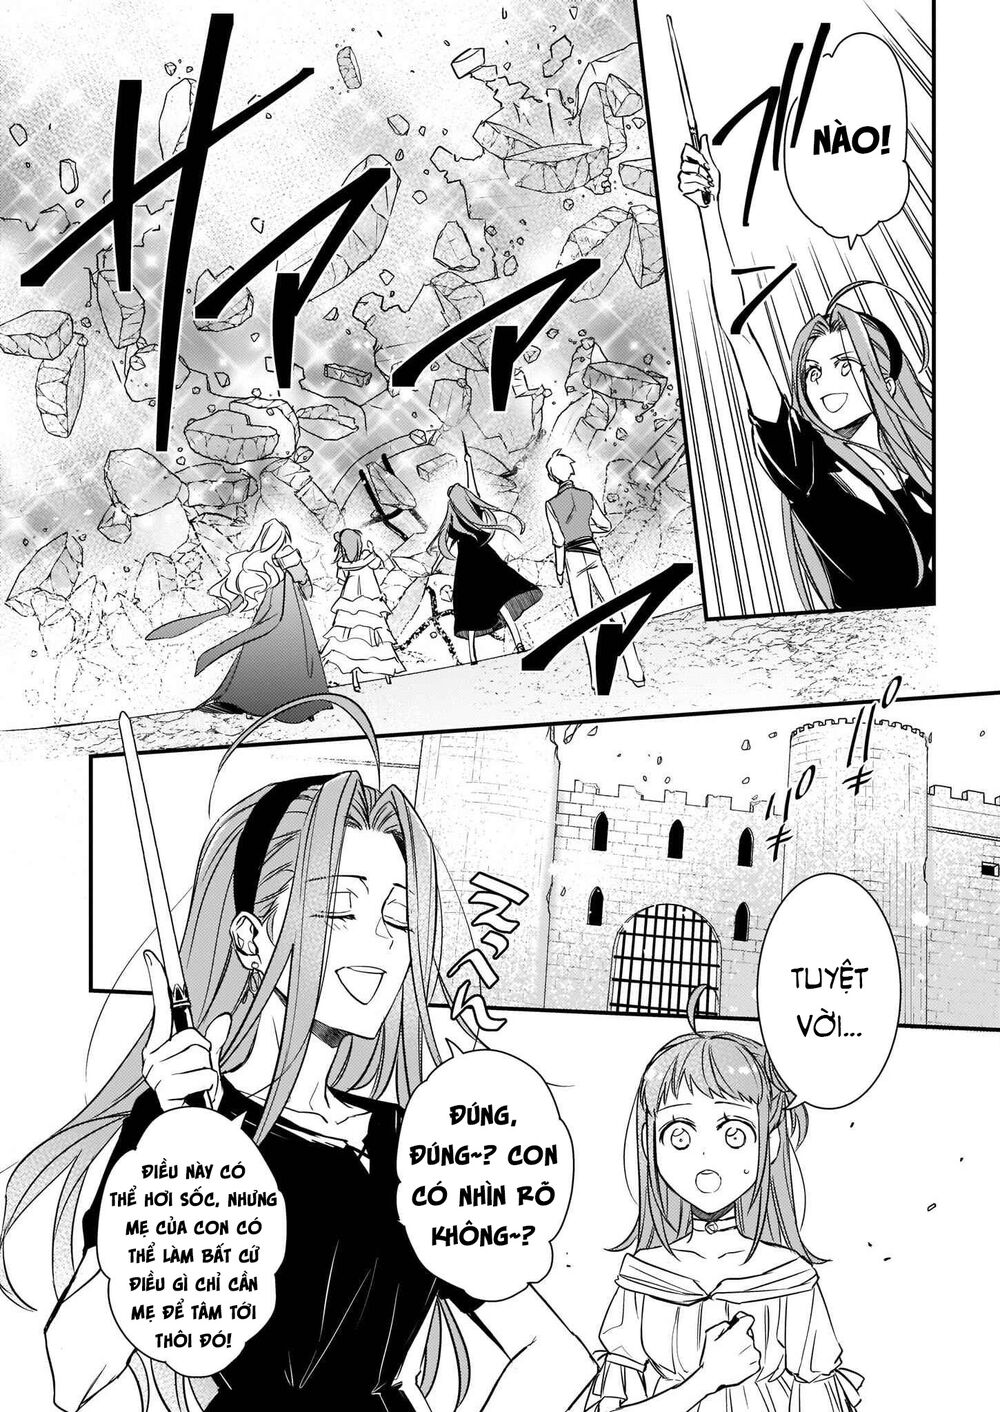 NÀO!
ザァァァァ
TUYỆT
VỜI...
ĐÚNG,
ĐÚNG~? CON
CÓ NHÌN RÕ
KHÔNG~?
ĐIỀU NÀY CÓ
THỂ HƠI SỐC, NHƯNG
MẸ CỦA CON CÓ
THỂ LÀM BẤT CỨ
ĐIỀU GÌ CHỈ CẦN
MẸ ĐỂ TÂM TỚI
THÔI ĐÓ!